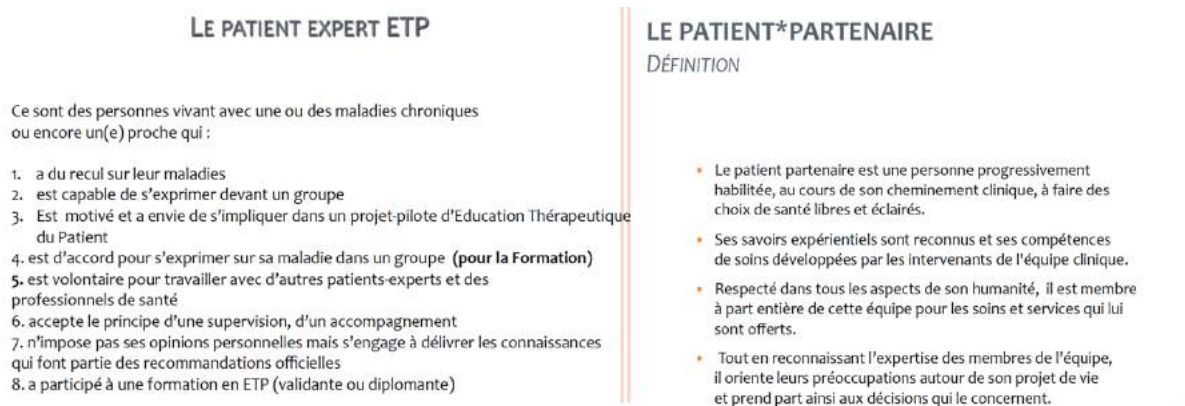 LE PATIENT EXPERT ETP
Ce sont des personnes vivant avec une ou des maladies chroniques
ou encore un(e) proche qui :
1. a du recul sur leur maladies
2. est capable de s'exprimer devant un groupe
3. Est motivé et a envie de s'impliquer dans un projet-pilote d'Education Thérapeutique
du Patient
4. est d'accord pour s'exprimer sur sa maladie dans un groupe (pour la Formation)
5. est volontaire pour travailler avec d'autres patients-experts et des
professionnels de santé
6. accepte le principe d'une supervision, d'un accompagnement
7. n'impose pas ses opinions personnelles mais s'engage à délivrer les connaissances
qui font partie des recommandations officielles
8. a participé à une formation en ETP (validante ou diplomante)
LE PATIENT*PARTENAIRE
DÉFINITION
• Le patient partenaire est une personne progressivement
habilitée, au cours de son cheminement clinique, à faire des
choix de santé libres et éclairés.
• Ses savoirs expérientiels sont reconnus et ses compétences
de soins développées par les intervenants de l'équipe clinique.
• Respecté dans tous les aspects de son humanité, il est membre
à part entière de cette équipe pour les soins et services qui lui
sont offerts.
• Tout en reconnaissant l'expertise des membres de l'équipe,
il oriente leurs préoccupations autour de son projet de vie
et prend part ainsi aux décisions qui le concernent.